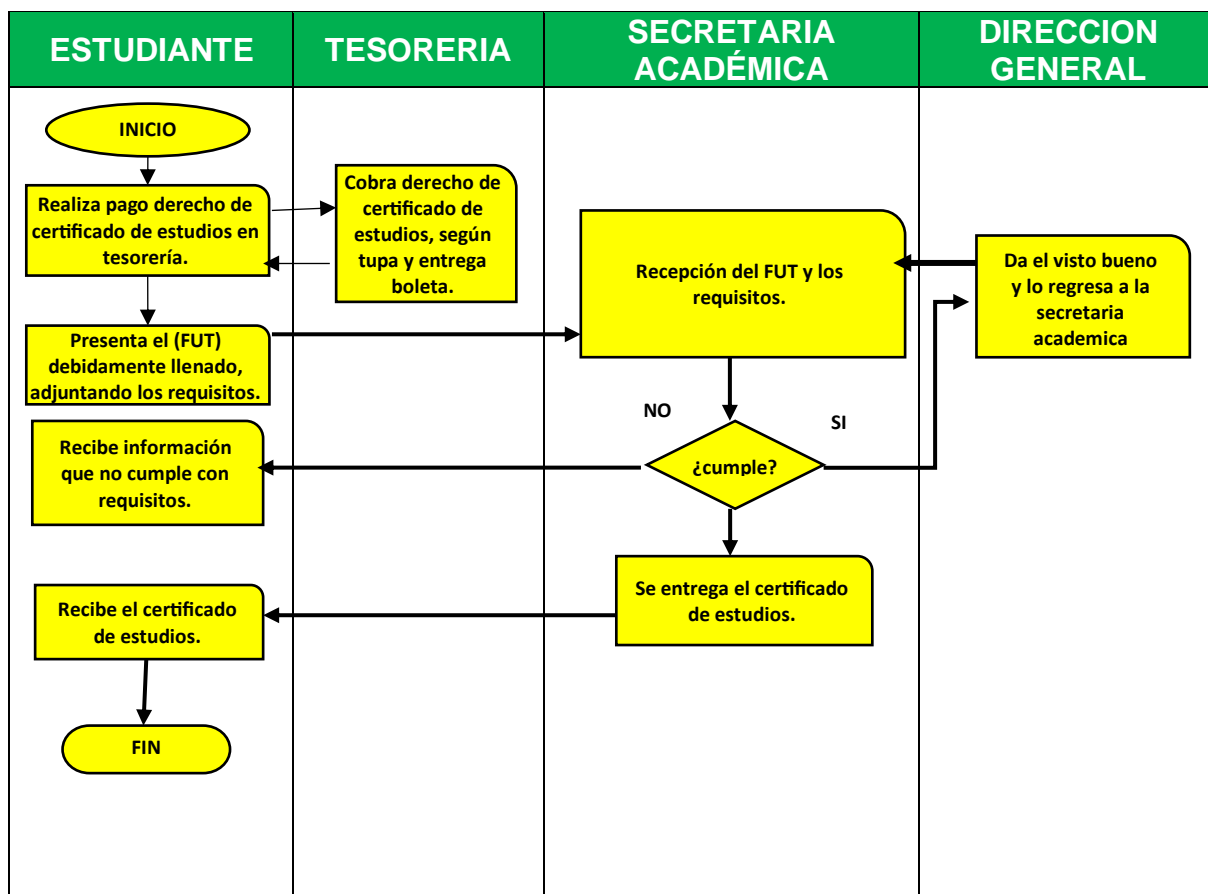 ESTUDIANTE
TESORERIA
SECRETARIA
ACADÉMICA
DIRECCION
GENERAL
INICIO
Realiza pago derecho de
certificado de estudios en
tesorería.
Cobra derecho de
certificado de
estudios, según
tupa y entrega
boleta.
Recepción del FUT y los
requisitos.
Da el visto bueno
y lo regresa a la
secretaria
academica
Presenta el (FUT)
debidamente llenado,
adjuntando los requisitos.
NO
SI
Recibe información
que no cumple con
requisitos.
¿cumple?
Se entrega el certificado
de estudios.
Recibe el certificado
de estudios.
FIN